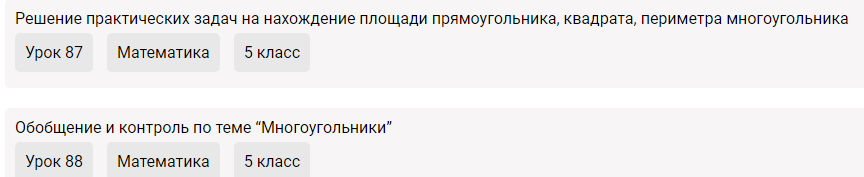 Решение практических задач на нахождение площади прямоугольника, квадрата, периметра многоугольника
Урок 87 Математика 5 класс
Обобщение и контроль по теме “Многоугольники”
Урок 88 Математика 5 класс